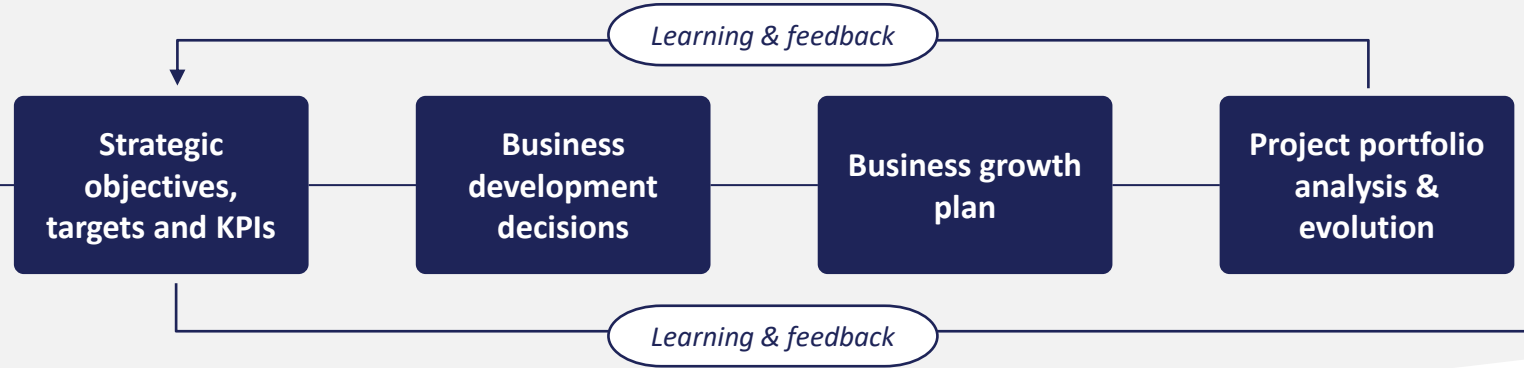 Learning & feedback
Strategic
objectives,
targets and KPIs
Business
development
decisions
Business growth
plan
Project portfolio
analysis &
evolution
Learning & feedback